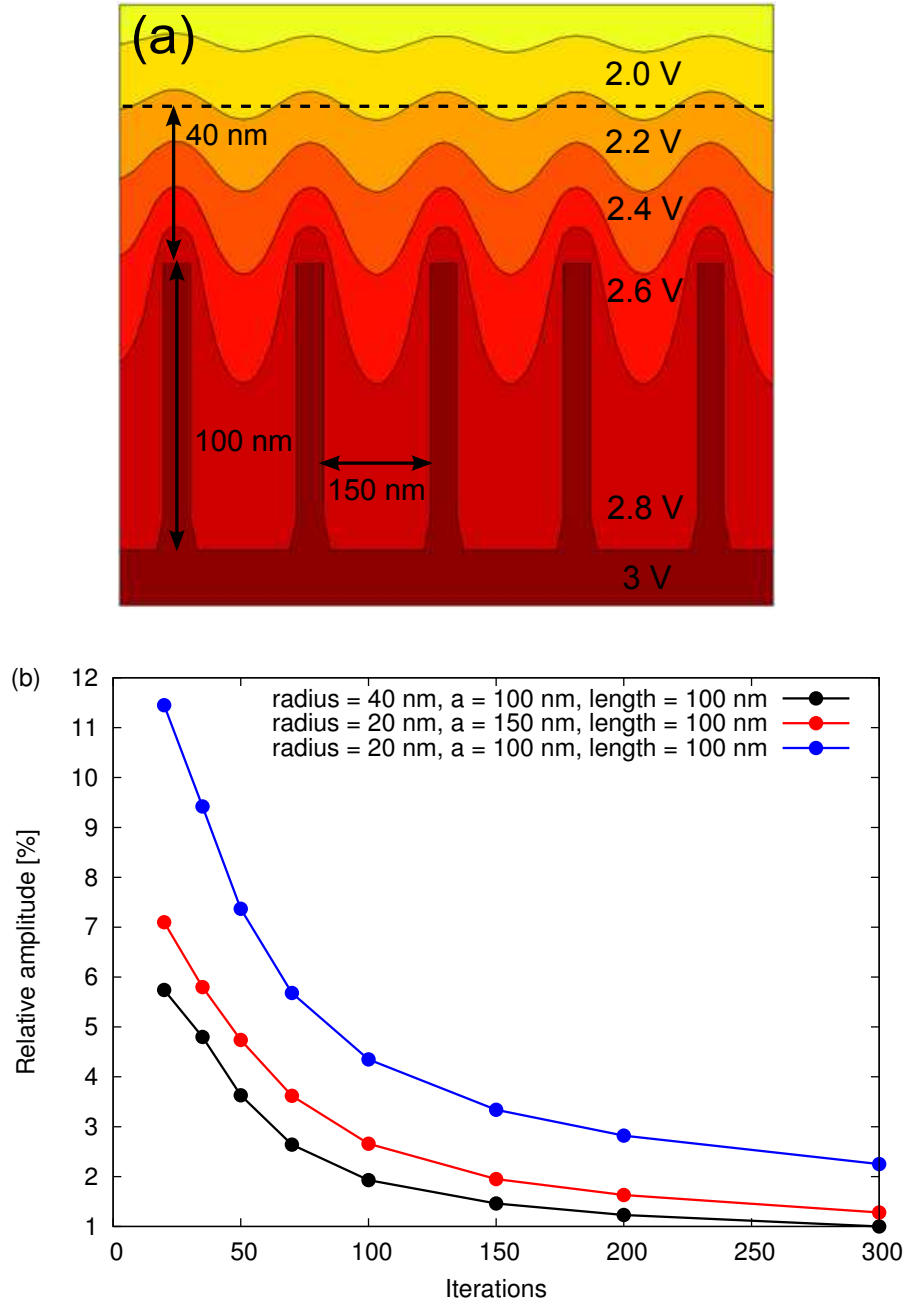 (a)
2.0 V
40 nm
2.2 V
2.4 V
2.6 V
100 nm
150 nm
2.8 V
3 V
(b)
12
11
10
9
8
7
6
5
4
3
2
1
Relative amplitude [%]
radius = 40 nm, a = 100 nm, length = 100 nm
radius = 20 nm, a = 150 nm, length = 100 nm
radius = 20 nm, a = 100 nm, length = 100 nm
0 50 100 150 200 250 300
Iterations